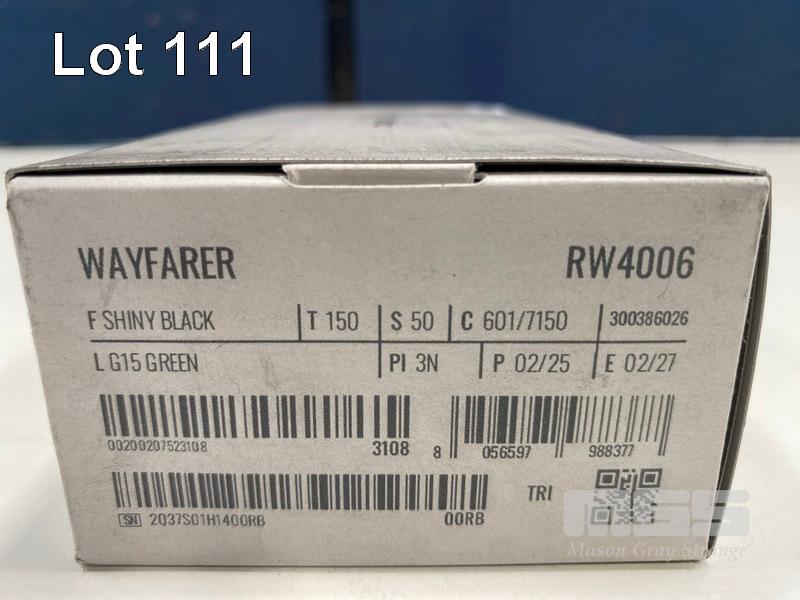 Lot 111
WAYFARER RW4006
F SHINY BLACK T 150 S 50 C 601/7150 300386026
L G15 GREEN PI 3N P 02/25 E 02/27
00200207523108 3108 8 056597 988377
TRI
SN 2Q37S01H1400RB 00RB
MGS
Mason Gray Strange